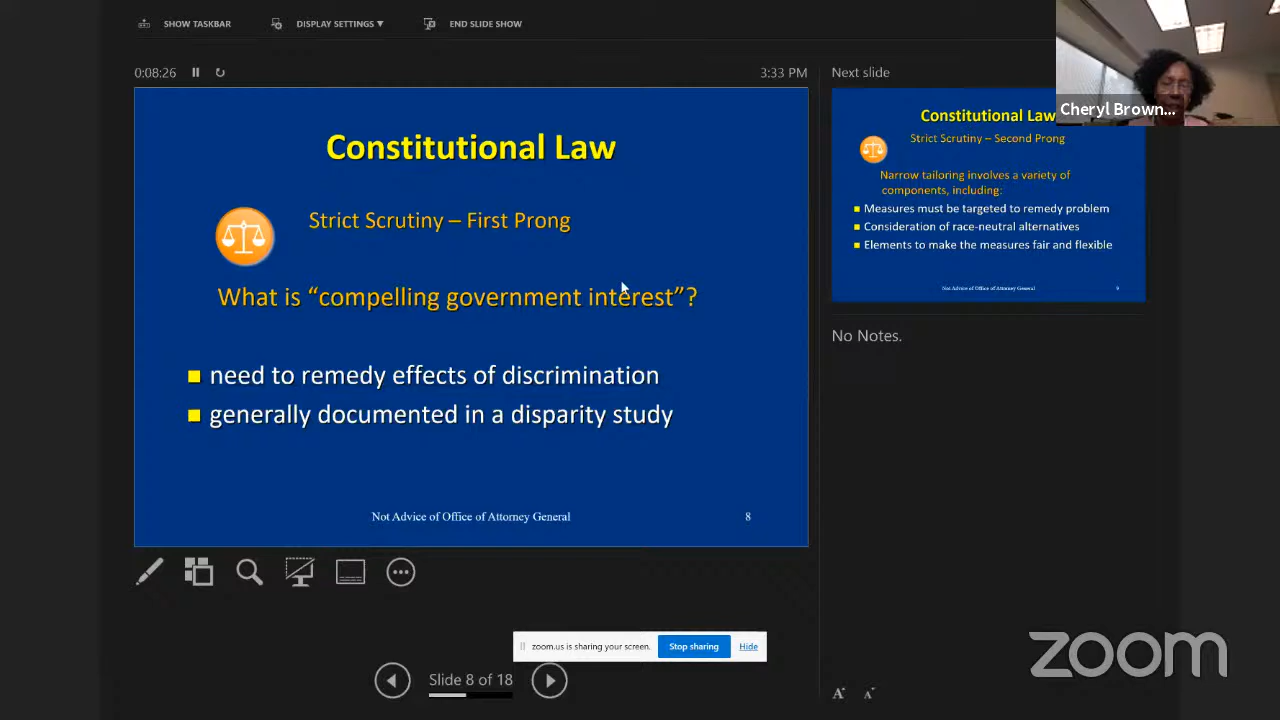 SHOW TASKBAR
DISPLAY SETTINGS ▼
END SLIDE SHOW
0:08:26
3:33 PM
Constitutional Law
Strict Scrutiny – First Prong
What is “compelling government interest”?
need to remedy effects of discrimination
generally documented in a disparity study
Not Advice of Office of Attorney General
8
Next slide
Constitutional Law
Strict Scrutiny – Second Prong
Narrow tailoring involves a variety of
components, including:
Measures must be targeted to remedy problem
Consideration of race-neutral alternatives
Elements to make the measures fair and flexible
Not Advice of Office of Attorney General
9
Cheryl Brown...
No Notes.
zoom.us is sharing your screen.
Stop sharing
Hide
Slide 8 of 18
A A
zoom